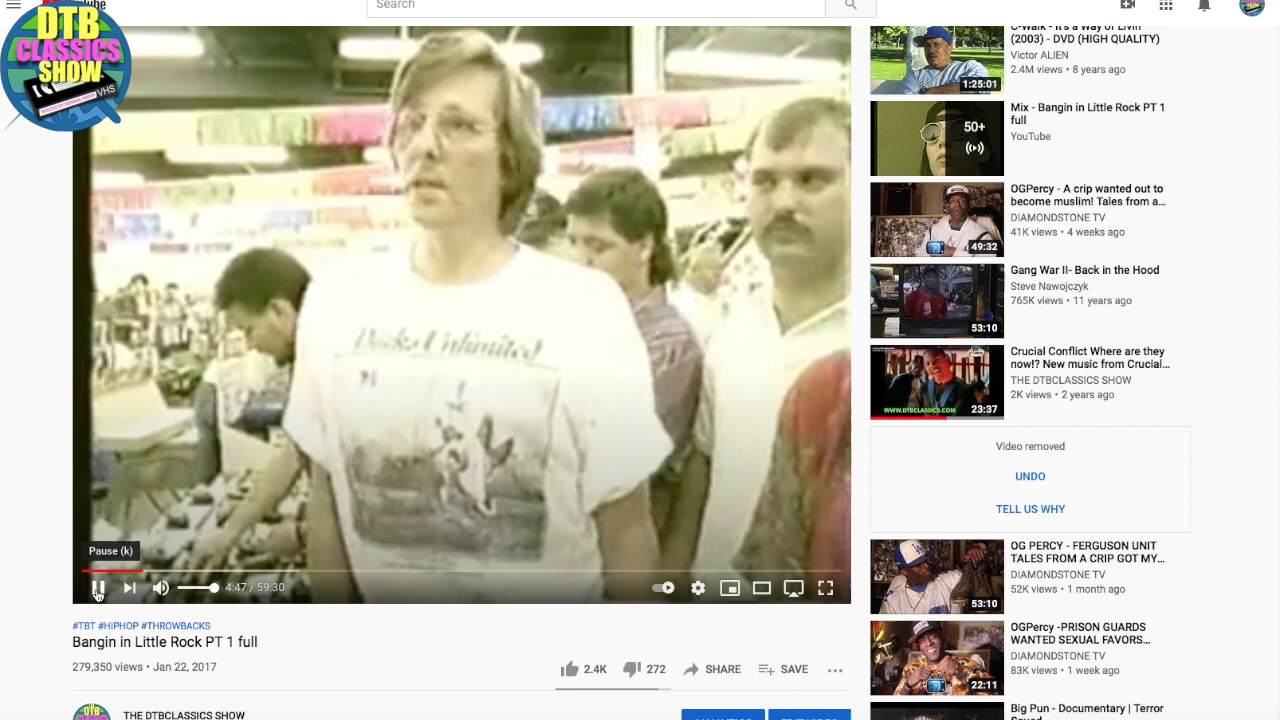 Search
DTB
CLASSICS
SHOW
VHS
Ducks Unlimited
Pause (k)
4:47 / 59:30
#TBT #HIPHOP #THROWBACKS
Bangin in Little Rock PT 1 full
279,350 views • Jan 22, 2017
2.4K
272
SHARE
SAVE
THE DTBCLASSICS SHOW
(2003) - DVD (HIGH QUALITY)
Victor ALIEN
2.4M views • 8 years ago
1:25:01
Mix - Bangin in Little Rock PT 1
full
YouTube
50+
OGPercy - A crip wanted out to
become muslim! Tales from a...
DIAMONDSTONE TV
41K views • 4 weeks ago
49:32
Gang War II- Back in the Hood
Steve Nawojczyk
765K views • 11 years ago
53:10
Crucial Conflict Where are they
now!? New music from Crucial...
THE DTBCLASSICS SHOW
2K views • 2 years ago
WWW.DTBCLASSICS.COM
23:37
Video removed
UNDO
TELL US WHY
OG PERCY - FERGUSON UNIT
TALES FROM A CRIP GOT MY...
DIAMONDSTONE TV
52K views • 1 month ago
53:10
OGPercy -PRISON GUARDS
WANTED SEXUAL FAVORS...
DIAMONDSTONE TV
83K views • 1 week ago
22:11
Big Pun - Documentary | Terror